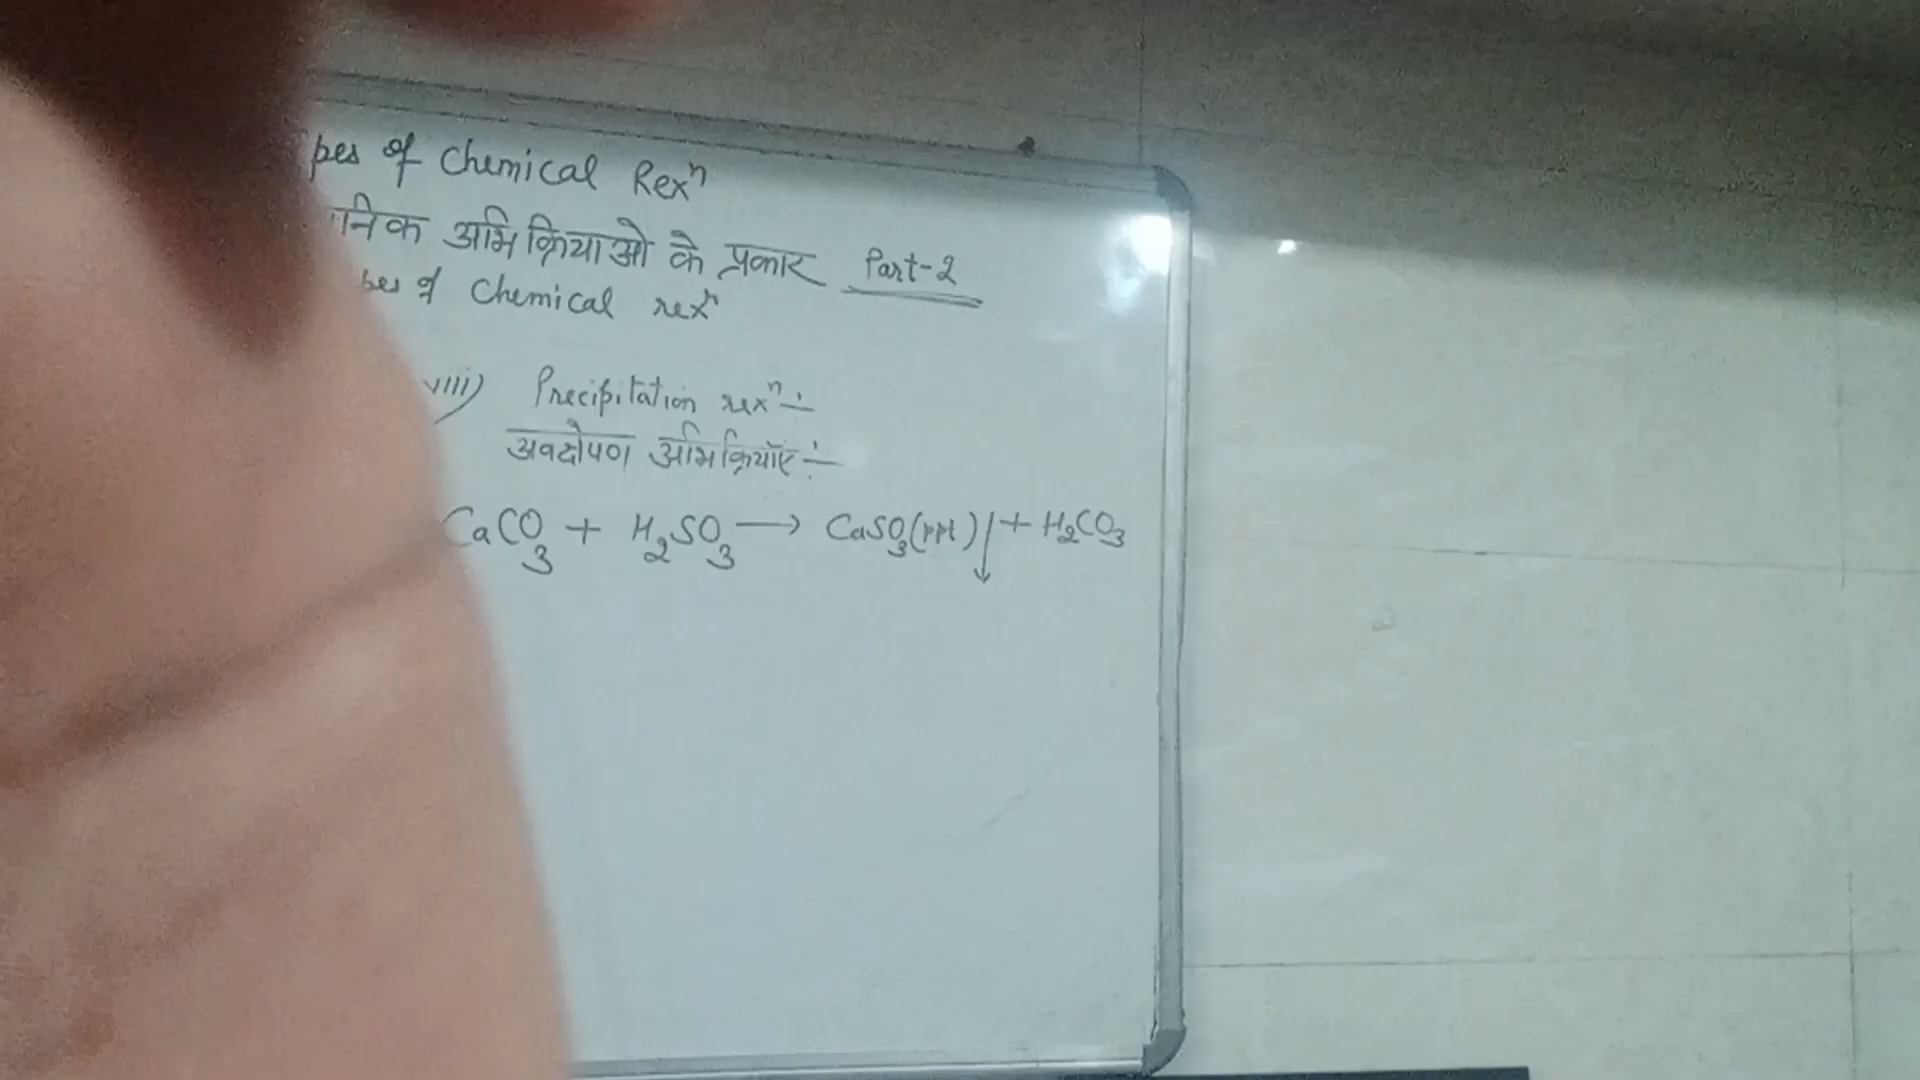 pes of Chemical Rexⁿ
निक अभिक्रियाओ के प्रकार Part-2
bes of Chemical rexⁿ
viii) Precipitation rexⁿ ÷
अवक्षेपण अभिक्रियाएँ ÷
CaCO₃ + H₂SO₃ ⟶ CaSO₃(ppt)↓ + H₂CO₃